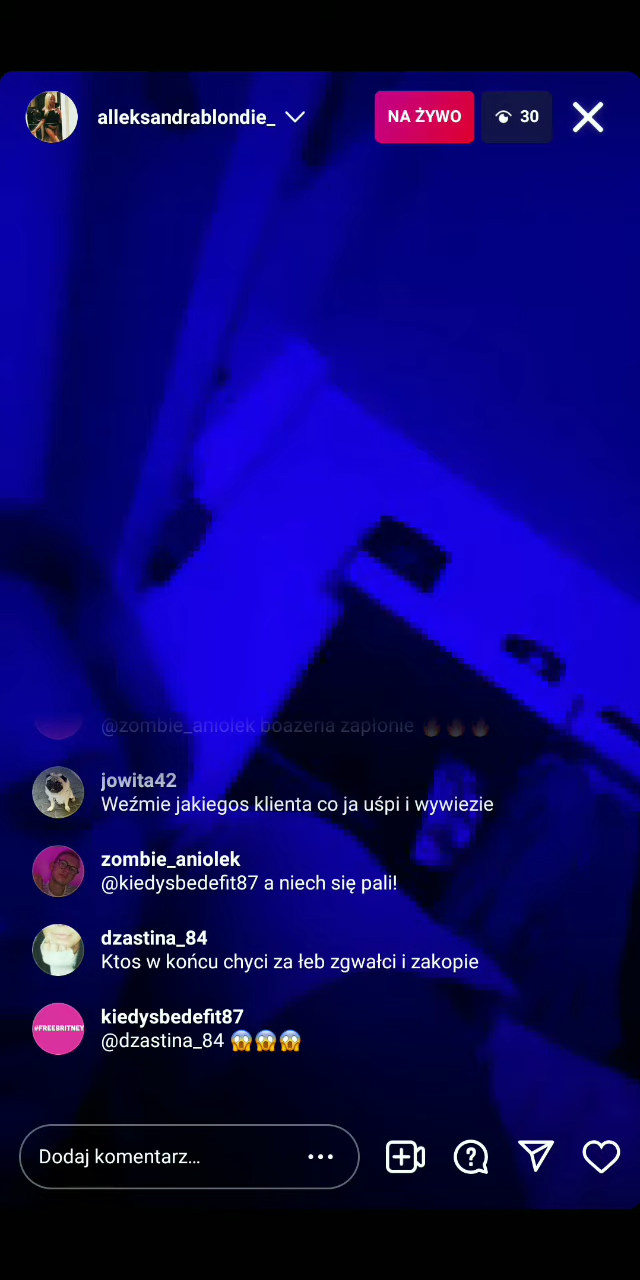 alleksandrablondie_
NA ŻYWO
30
@zombie_aniolek boazeria zapłonie 🔥🔥🔥
jowita42
Weźmie jakiegos klienta co ja uśpi i wywiezie
zombie_aniolek
@kiedysbedefit87 a niech się pali!
dzastina_84
Ktos w końcu chyci za łeb zgwałci i zakopie
#FREEBRITNEY
kiedysbedefit87
@dzastina_84 😱😱😱
Dodaj komentarz...